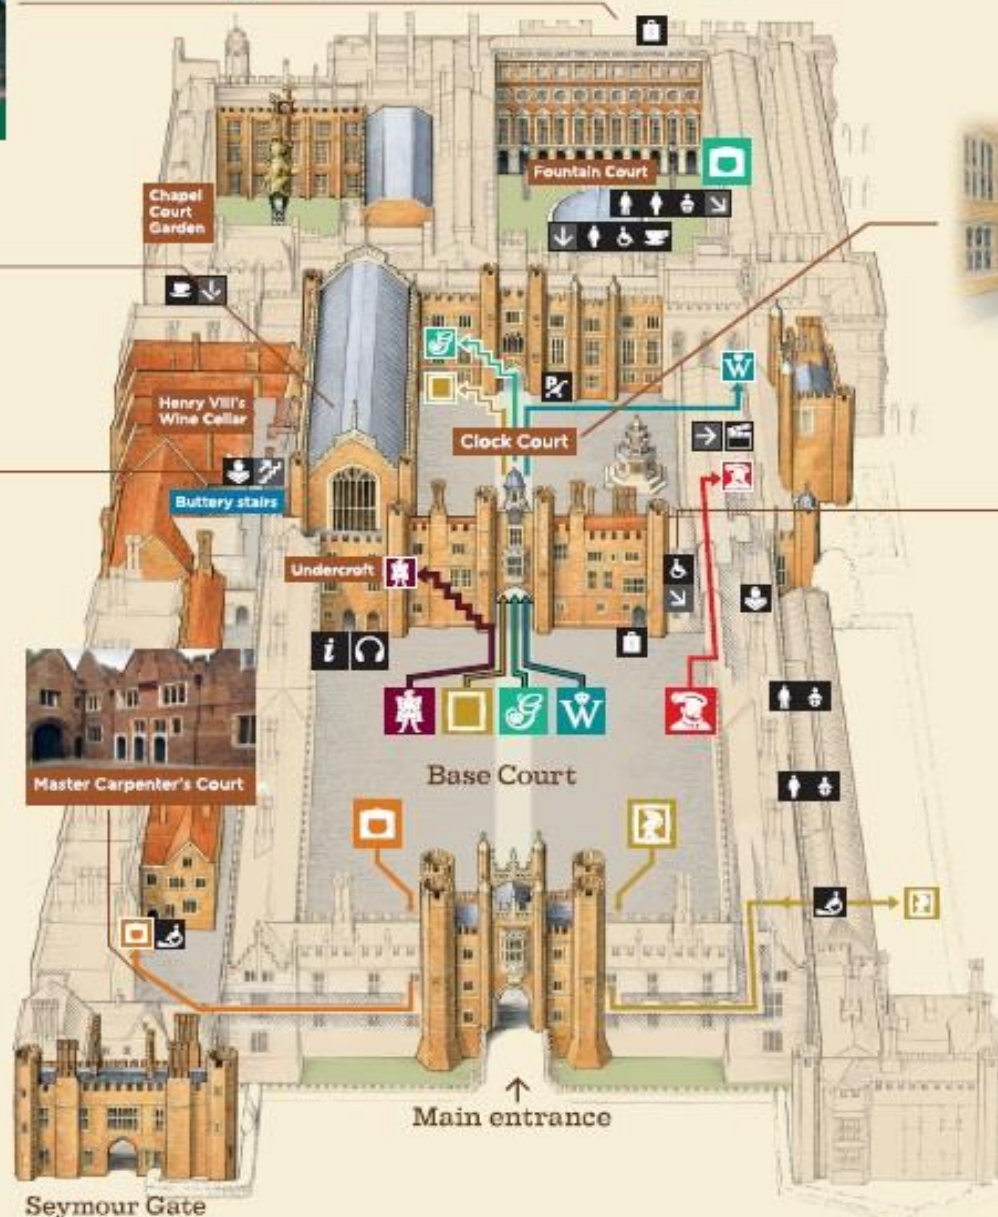 Fountain Court
Chapel
Court
Garden
G
W
P
Henry VIII's
Wine Cellar
Clock Court
Buttery stairs
Undercroft
i
G
W
Base Court
Master Carpenter's Court
Main entrance
Seymour Gate